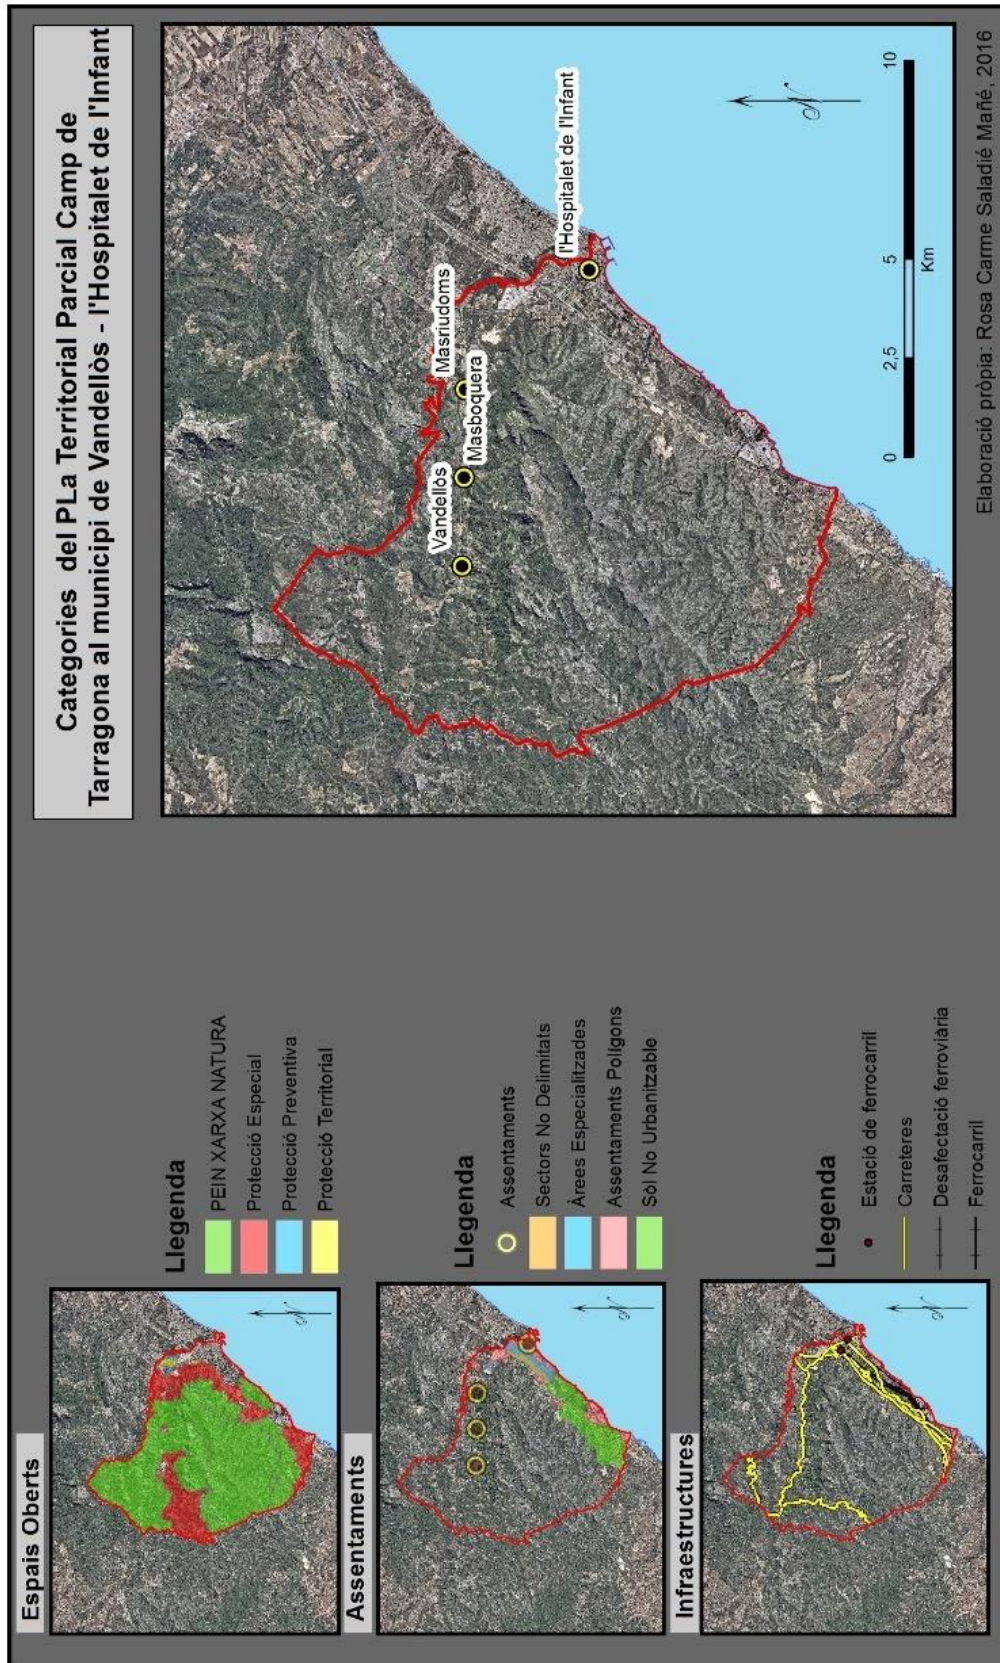 Categories  del PLa Territorial Parcial Camp de
Tarragona al municipi de Vandellòs - l'Hospitalet de l'Infant
Espais Oberts
N
Llegenda
PEIN XARXA NATURA
Protecció Especial
Protecció Preventiva
Protecció Territorial
Assentaments
N
Llegenda
Assentaments
Sectors No Delimitats
Àrees Especialitzades
Assentaments Polígons
Sòl No Urbanitzable
Infraestructures
N
Llegenda
Estació de ferrocarril
Carreteres
Desafectació ferroviària
Ferrocarril
Vandellòs
Masboquera
Masriudoms
l'Hospitalet de l'Infant
N
0 2,5 5 10
Km
Elaboració pròpia: Rosa Carme Saladié Mañé, 2016